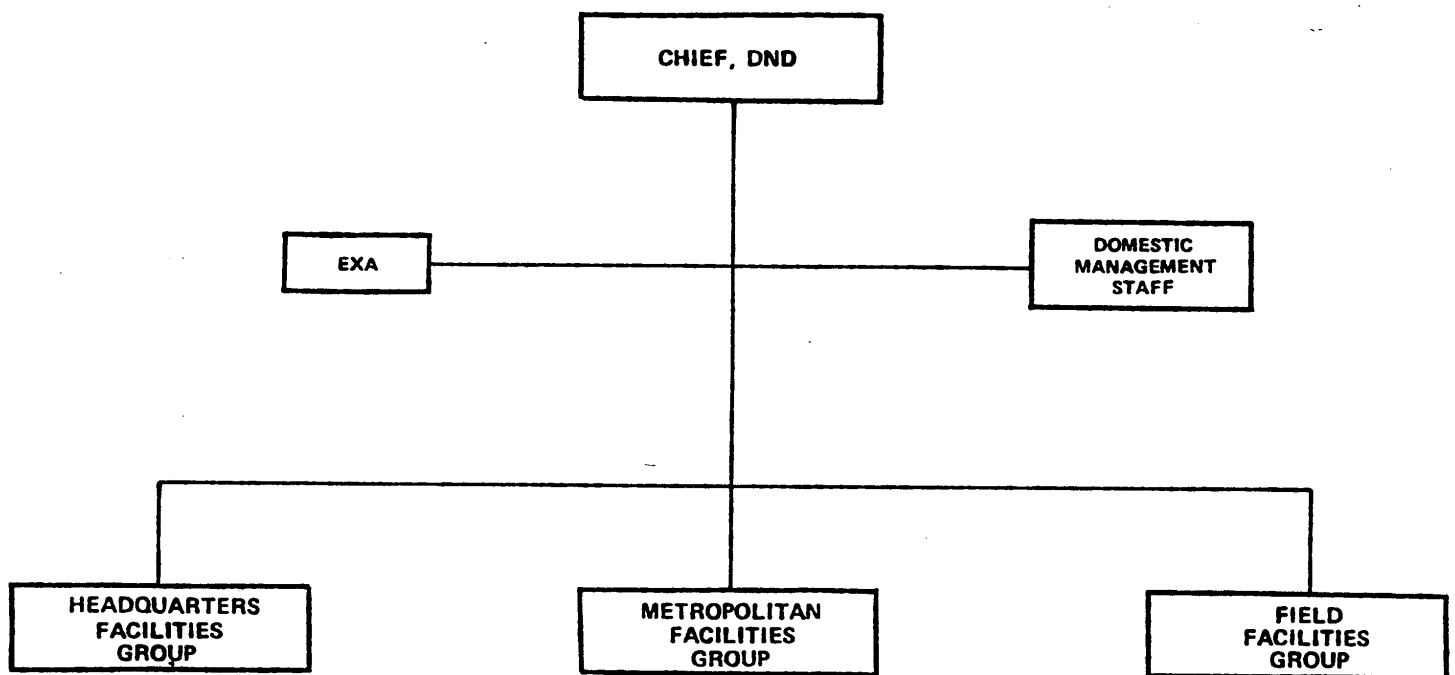 CHIEF, DND
EXA
DOMESTIC
MANAGEMENT
STAFF
HEADQUARTERS
FACILITIES
GROUP
METROPOLITAN
FACILITIES
GROUP
FIELD
FACILITIES
GROUP